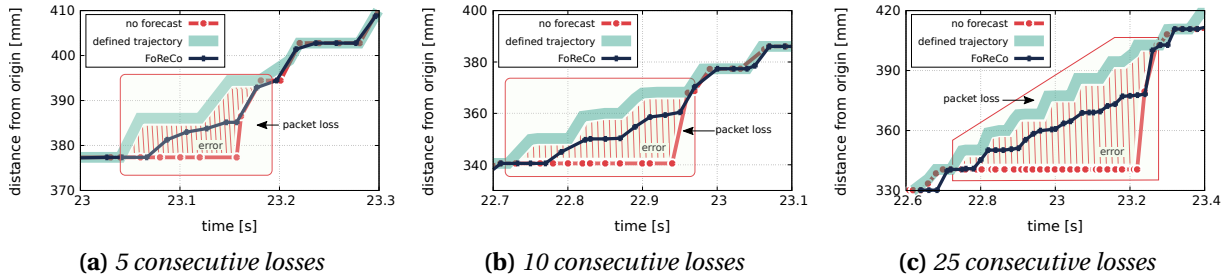 distance from origin [mm]
410
400
390
380
370
no forecast
defined trajectory
FoReCo
packet loss
error
23
23.1
23.2
23.3
time [s]
(a) 5 consecutive losses
distance from origin [mm]
400
380
360
340
330
no forecast
defined trajectory
FoReCo
packet loss
error
22.7
22.8
22.9
23
23.1
time [s]
(b) 10 consecutive losses
distance from origin [mm]
420
400
380
360
330
no forecast
defined trajectory
FoReCo
packet loss
error
22.6
22.8
23
23.2
23.4
time [s]
(c) 25 consecutive losses